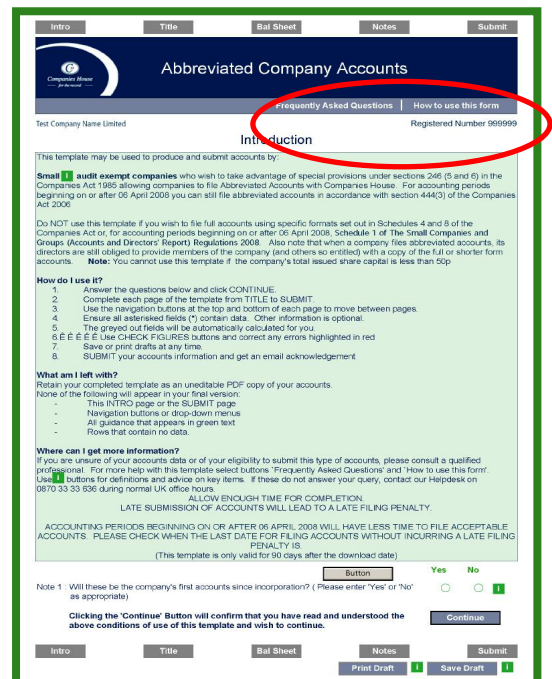 Intro Title Bal Sheet Notes Submit
Companies House
for the record
Abbreviated Company Accounts
Frequently Asked Questions | How to use this form
Test Company Name Limited Registered Number 999999
Introduction
This template may be used to produce and submit accounts by:
Small i audit exempt companies who wish to take advantage of special provisions under sections 246 (5 and 6) in the
Companies Act 1985 allowing companies to file Abbreviated Accounts with Companies House. For accounting periods
beginning on or after 06 April 2008 you can still file abbreviated accounts in accordance with section 444(3) of the Companies
Act 2006
Do NOT use this template if you wish to file full accounts using specific formats set out in Schedules 4 and 8 of the
Companies Act or, for accounting periods beginning on or after 06 April 2008, Schedule 1 of The Small Companies and
Groups (Accounts and Directors' Report) Regulations 2008. Also note that when a company files abbreviated accounts, its
directors are still obliged to provide members of the company (and others so entitled) with a copy of the full or shorter form
accounts. Note: You cannot use this template if the company's total issued share capital is less than 50p
How do I use it?
1. Answer the questions below and click CONTINUE.
2. Complete each page of the template from TITLE to SUBMIT.
3. Use the navigation buttons at the top and bottom of each page to move between pages.
4. Ensure all asterisked fields (*) contain data. Other information is optional.
5. The greyed out fields will be automatically calculated for you.
6.Ê Ê Ê Ê Ê Use CHECK FIGURES buttons and correct any errors highlighted in red
7. Save or print drafts at any time.
8. SUBMIT your accounts information and get an email acknowledgement
What am I left with?
Retain your completed template as an uneditable PDF copy of your accounts.
None of the following will appear in your final version:
- This INTRO page or the SUBMIT page
- Navigation buttons or drop-down menus
- All guidance that appears in green text
- Rows that contain no data.
Where can I get more information?
If you are unsure of your accounts data or of your eligibility to submit this type of accounts, please consult a qualified
professional. For more help with this template select buttons 'Frequently Asked Questions' and 'How to use this form'.
Use i buttons for definitions and advice on key items. If these do not answer your query, contact our Helpdesk on
0870 33 33 636 during normal UK office hours.
ALLOW ENOUGH TIME FOR COMPLETION.
LATE SUBMISSION OF ACCOUNTS WILL LEAD TO A LATE FILING PENALTY.
ACCOUNTING PERIODS BEGINNING ON OR AFTER 06 APRIL 2008 WILL HAVE LESS TIME TO FILE ACCEPTABLE
ACCOUNTS. PLEASE CHECK WHEN THE LAST DATE FOR FILING ACCOUNTS WITHOUT INCURRING A LATE FILING
PENALTY IS.
(This template is only valid for 90 days after the download date)
Button Yes No
Note 1 : Will these be the company's first accounts since incorporation? ( Please enter 'Yes' or 'No' i
as appropriate)
Clicking the 'Continue' Button will confirm that you have read and understood the
above conditions of use of this template and wish to continue. Continue
Intro Title Bal Sheet Notes Submit
Print Draft i Save Draft i